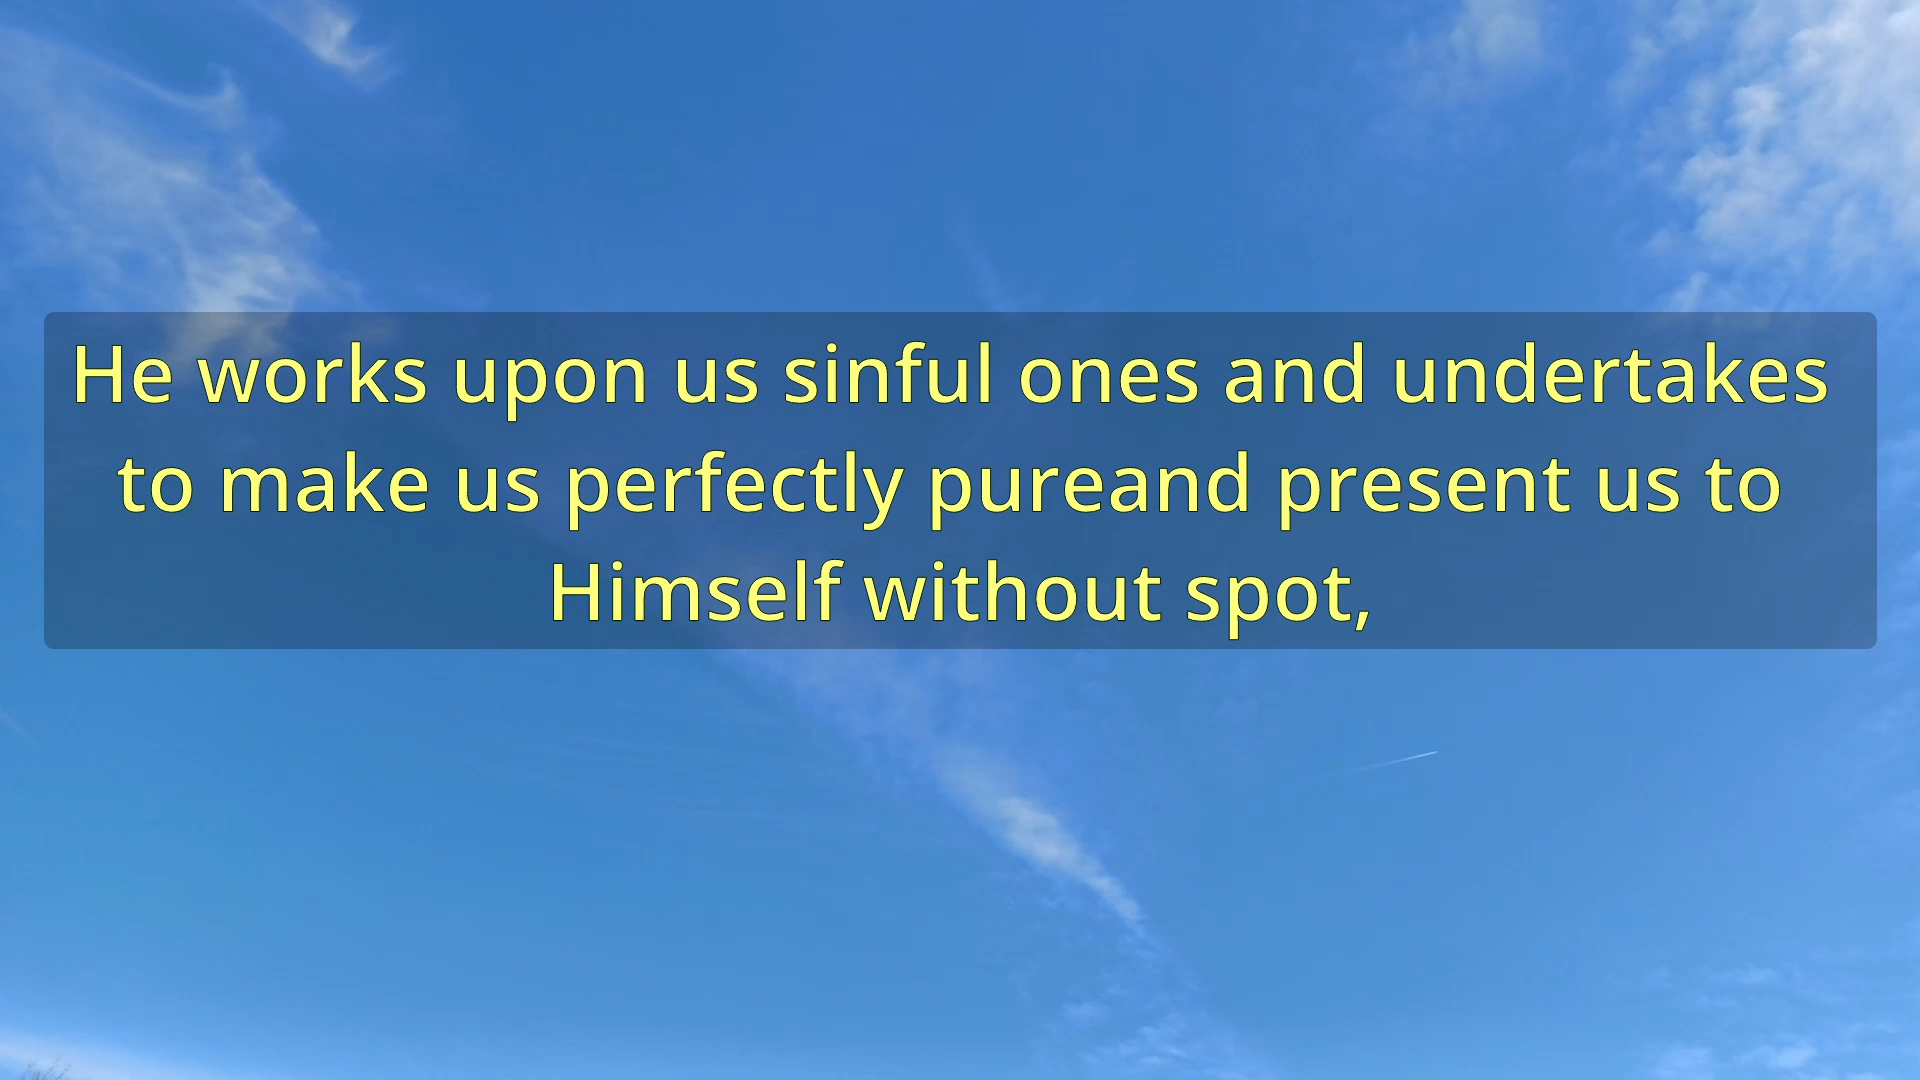 He works upon us sinful ones and undertakes
to make us perfectly pureand present us to
Himself without spot,